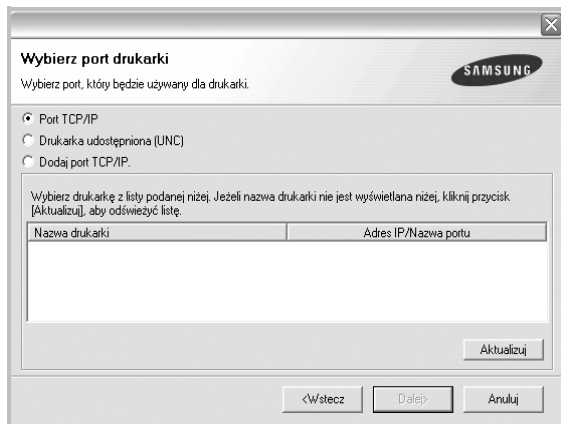 Wybierz port drukarki
Wybierz port, który będzie używany dla drukarki.
SAMSUNG
Port TCP/IP
Drukarka udostępniona (UNC)
Dodaj port TCP/IP.
Wybierz drukarkę z listy podanej niżej. Jeżeli nazwa drukarki nie jest wyświetlana niżej, kliknij przycisk
[Aktualizuj], aby odświeżyć listę.
Nazwa drukarki Adres IP/Nazwa portu
Aktualizuj
<Wstecz Dalej> Anuluj